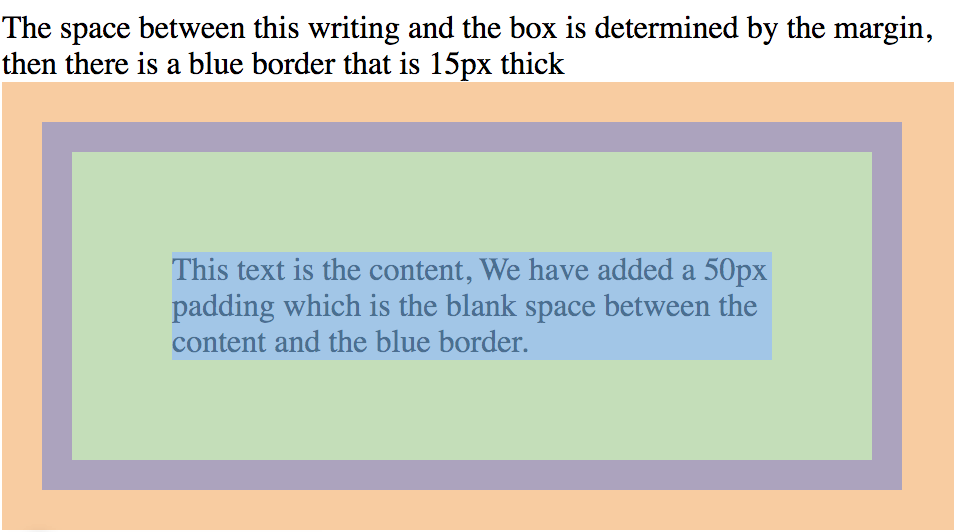 The space between this writing and the box is determined by the margin,
then there is a blue border that is 15px thick
This text is the content, We have added a 50px
padding which is the blank space between the
content and the blue border.